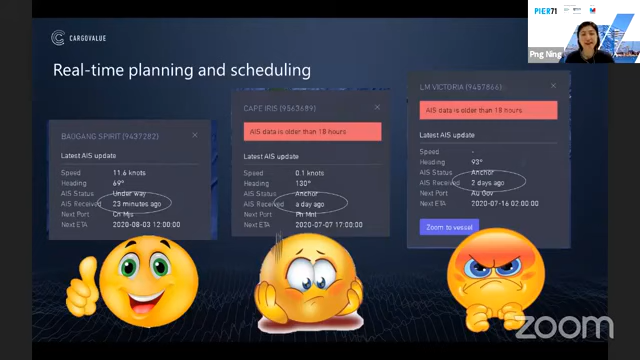 CARGOVALUE
PIER71
Png Ning
Real-time planning and scheduling
BAOGANG SPIRIT (9437282)
Latest AIS update
Speed 11.6 knots
Heading 69°
AIS Status Under way
AIS Received 23 minutes ago
Next Port Cn Mjs
Next ETA 2020-08-03 12:00:00
CAPE IRIS (9563689)
AIS data is older than 18 hours
Latest AIS update
Speed 0.1 knots
Heading 130°
AIS Status Anchor
AIS Received a day ago
Next Port Ph Mnl
Next ETA 2020-07-07 17:00:00
LM VICTORIA (9457866)
AIS data is older than 18 hours
Latest AIS update
Speed -
Heading 93°
AIS Status Anchor
AIS Received 2 days ago
Next Port Au Gov
Next ETA 2020-07-16 02:00:00
Zoom to vessel
zoom